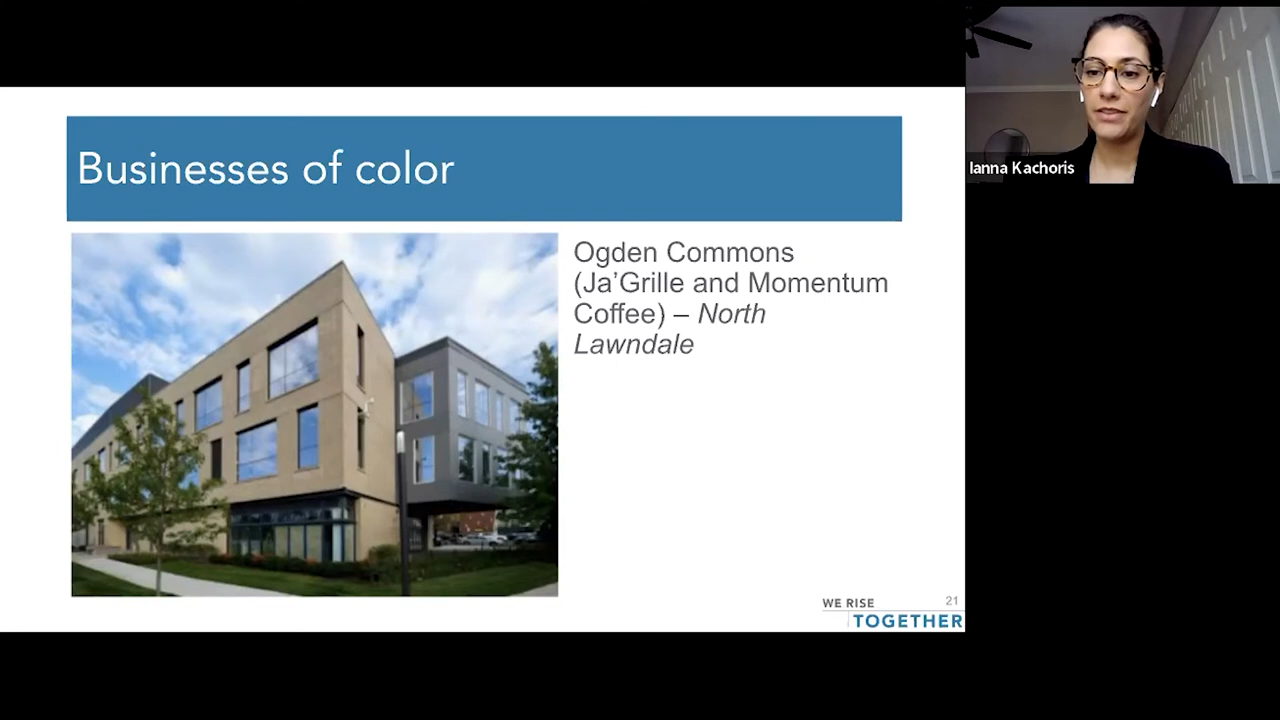 Businesses of color
Ogden Commons
(Ja’Grille and Momentum
Coffee) – North
Lawndale
WE RISE
21
TOGETHER
Ianna Kachoris